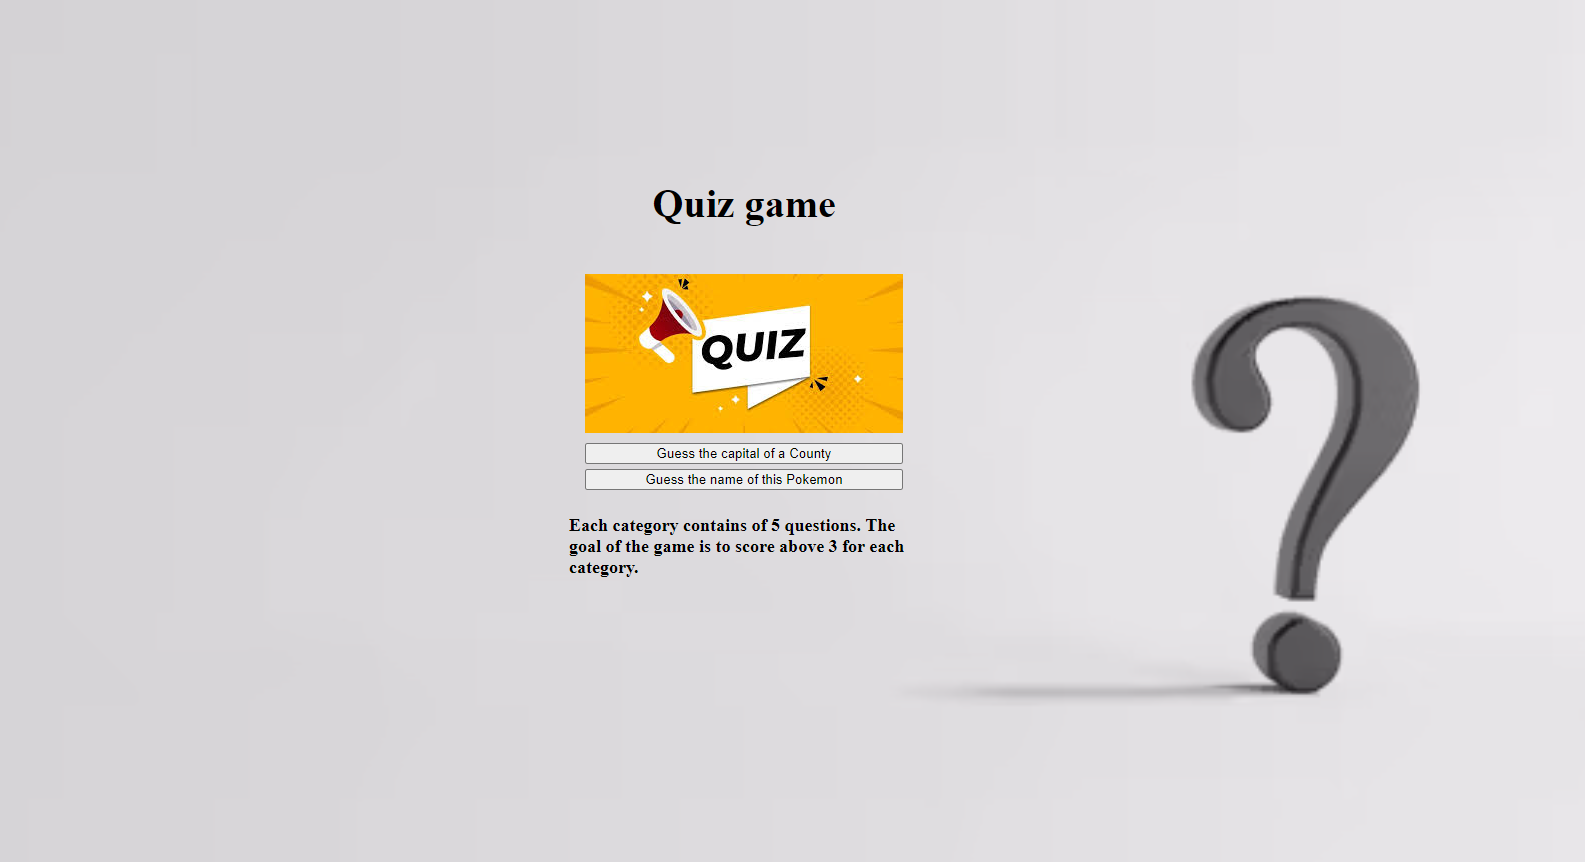 Quiz game
QUIZ
Guess the capital of a County
Guess the name of this Pokemon
Each category contains of 5 questions. The
goal of the game is to score above 3 for each
category.